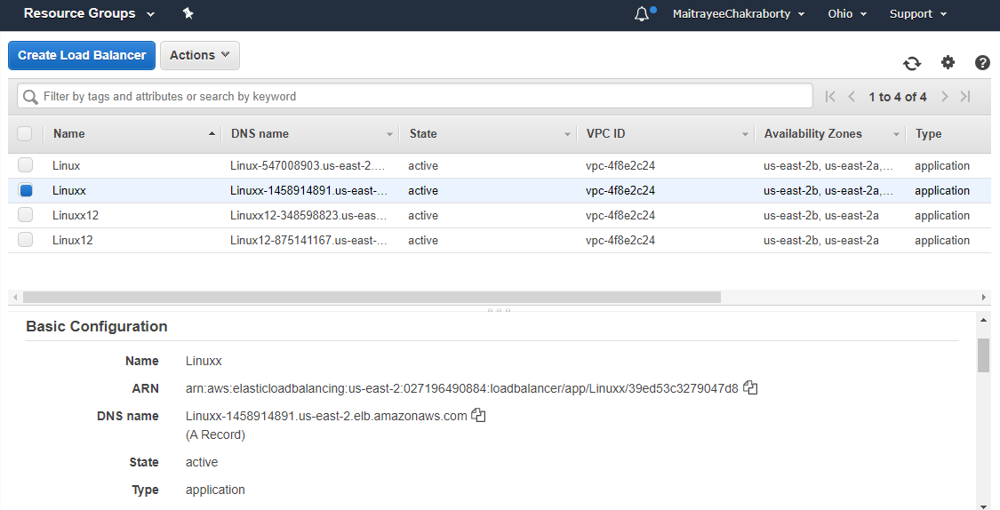 Resource Groups MaitrayeeChakraborty Ohio Support
Create Load Balancer Actions
Filter by tags and attributes or search by keyword 1 to 4 of 4
Name DNS name State VPC ID Availability Zones Type
Linux Linux-547008903.us-east-2.... active vpc-4f8e2c24 us-east-2b, us-east-2a,... application
Linuxx Linuxx-1458914891.us-east-... active vpc-4f8e2c24 us-east-2b, us-east-2a,... application
Linuxx12 Linuxx12-348598823.us-eas... active vpc-4f8e2c24 us-east-2b, us-east-2a application
Linux12 Linux12-875141167.us-east-... active vpc-4f8e2c24 us-east-2b, us-east-2a application
Basic Configuration
Name Linuxx
ARN arn:aws:elasticloadbalancing:us-east-2:027196490884:loadbalancer/app/Linuxx/39ed53c3279047d8
DNS name Linuxx-1458914891.us-east-2.elb.amazonaws.com
(A Record)
State active
Type application